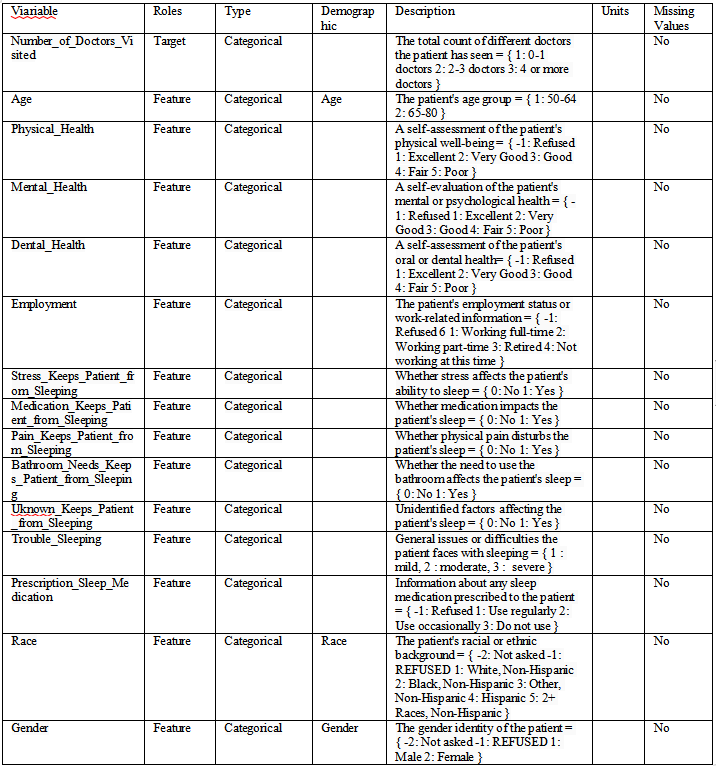 Viariable Roles Type Demograp Description Units Missing
hic Values
Number_of_Doctors_Vi Target Categorical The total count of different doctors No
sited the patient has seen = { 1: 0-1
doctors 2: 2-3 doctors 3: 4 or more
doctors }
Age Feature Categorical Age The patient's age group = { 1: 50-64 No
2: 65-80 }
Physical_Health Feature Categorical A self-assessment of the patient's No
physical well-being = { -1: Refused
1: Excellent 2: Very Good 3: Good
4: Fair 5: Poor }
Mental_Health Feature Categorical A self-evaluation of the patient's No
mental or psychological health = { -
1: Refused 1: Excellent 2: Very
Good 3: Good 4: Fair 5: Poor }
Dental_Health Feature Categorical A self-assessment of the patient's No
oral or dental health= { -1: Refused
1: Excellent 2: Very Good 3: Good
4: Fair 5: Poor }
Employment Feature Categorical The patient's employment status or No
work-related information = { -1:
Refused 6 1: Working full-time 2:
Working part-time 3: Retired 4: Not
working at this time }
Stress_Keeps_Patient_fr Feature Categorical Whether stress affects the patient's No
om_Sleeping ability to sleep = { 0: No 1: Yes }
Medication_Keeps_Pati Feature Categorical Whether medication impacts the No
ent_from_Sleeping patient's sleep = { 0: No 1: Yes }
Pain_Keeps_Patient_fro Feature Categorical Whether physical pain disturbs the No
m_Sleeping patient's sleep = { 0: No 1: Yes }
Bathroom_Needs_Keep Feature Categorical Whether the need to use the No
s_Patient_from_Sleepin bathroom affects the patient's sleep =
g { 0: No 1: Yes }
Uknown_Keeps_Patient Feature Categorical Unidentified factors affecting the No
_from_Sleeping patient's sleep = { 0: No 1: Yes }
Trouble_Sleeping Feature Categorical General issues or difficulties the No
patient faces with sleeping = { 1 :
mild, 2 : moderate, 3 : severe }
Prescription_Sleep_Me Feature Categorical Information about any sleep No
dication medication prescribed to the patient
= { -1: Refused 1: Use regularly 2:
Use occasionally 3: Do not use }
Race Feature Categorical Race The patient's racial or ethnic No
background = { -2: Not asked -1:
REFUSED 1: White, Non-Hispanic
2: Black, Non-Hispanic 3: Other,
Non-Hispanic 4: Hispanic 5: 2+
Races, Non-Hispanic }
Gender Feature Categorical Gender The gender identity of the patient = No
{ -2: Not asked -1: REFUSED 1:
Male 2: Female }